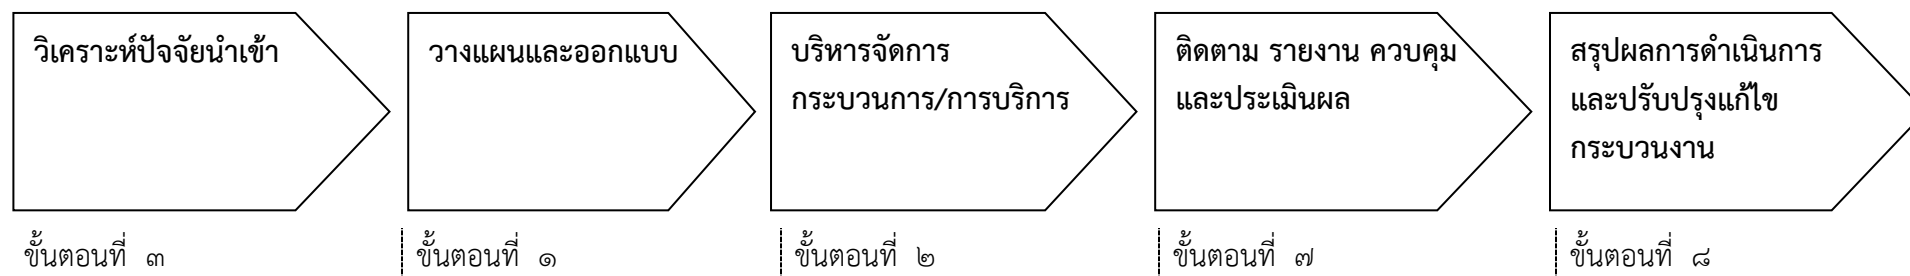 วิเคราะห์ปัจจัยนำเข้า
วางแผนและออกแบบ
บริหารจัดการ
กระบวนการ/การบริการ
ติดตาม รายงาน ควบคุม
และประเมินผล
สรุปผลการดำเนินการ
และปรับปรุงแก้ไข
กระบวนงาน
ขั้นตอนที่ ๓
ขั้นตอนที่ ๑
ขั้นตอนที่ ๒
ขั้นตอนที่ ๗
ขั้นตอนที่ ๘